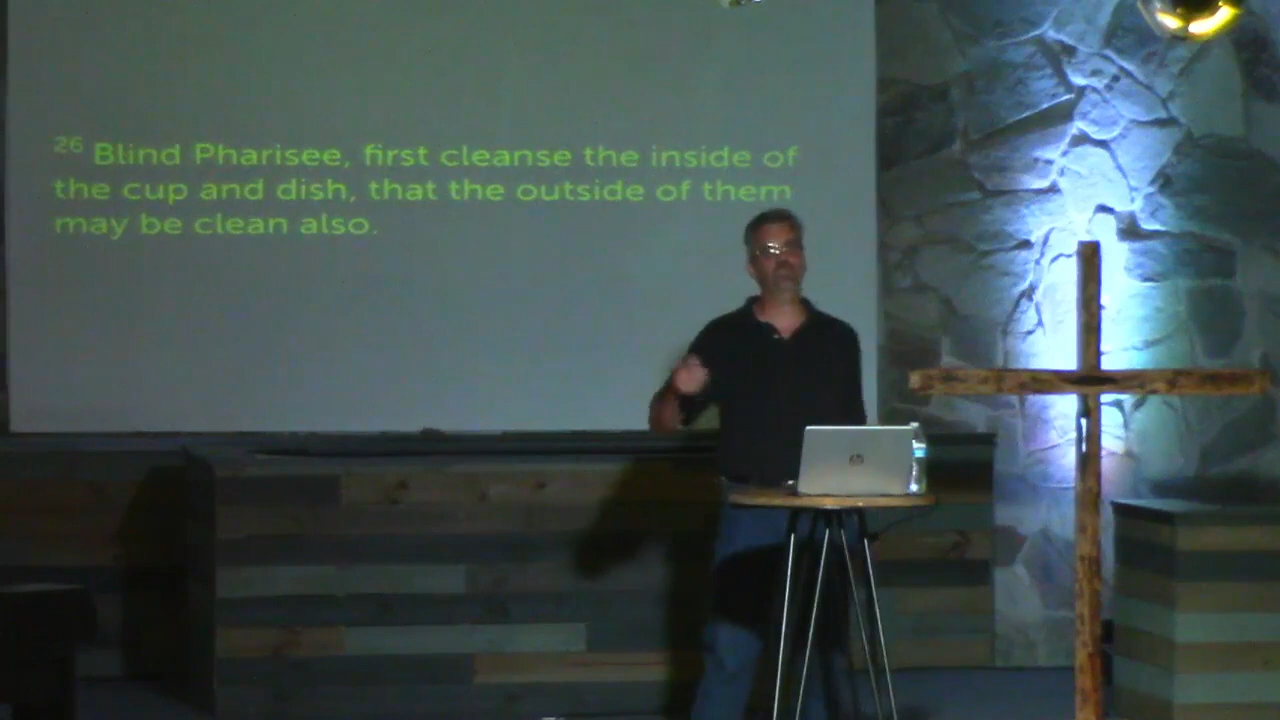 26 Blind Pharisee, first cleanse the inside of
the cup and dish, that the outside of them
may be clean also.
hp